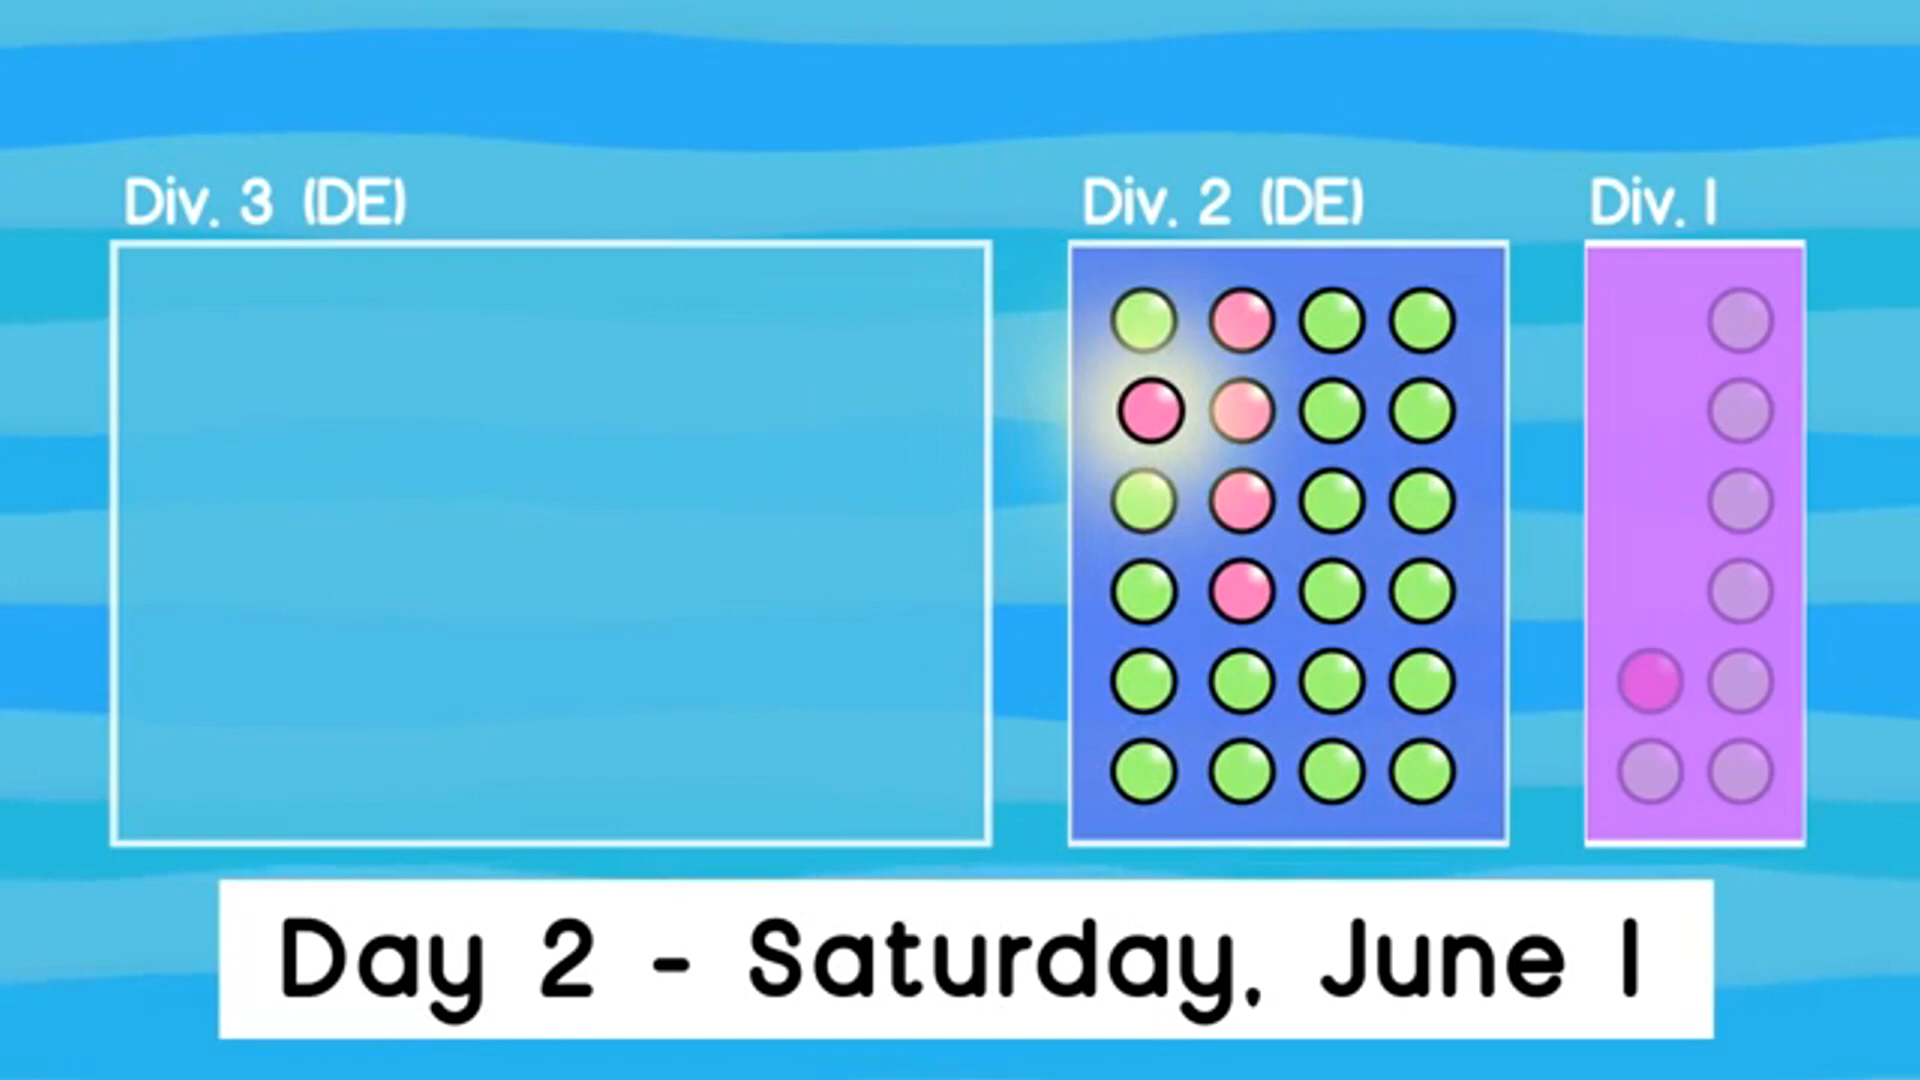 Div. 3 (DE)
Div. 2 (DE)
Div. 1
Day 2 - Saturday, June 1